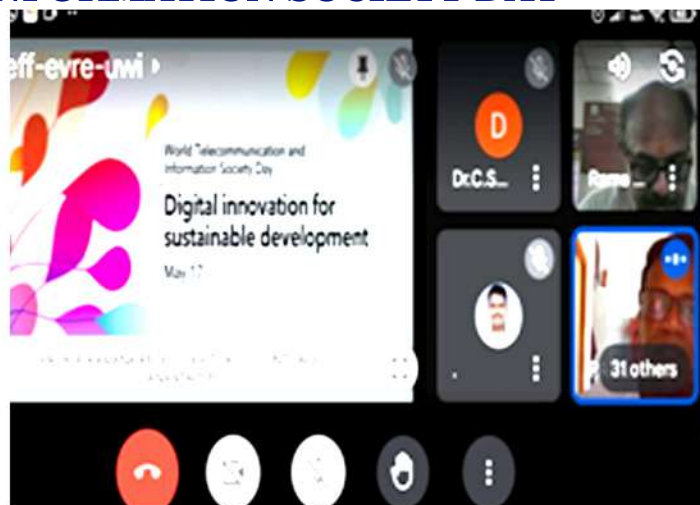 eff-evre-uwi
World Telecommunication and
Information Society Day
Digital innovation for
sustainable development
May 17
D
Dr.C.S...
31 others